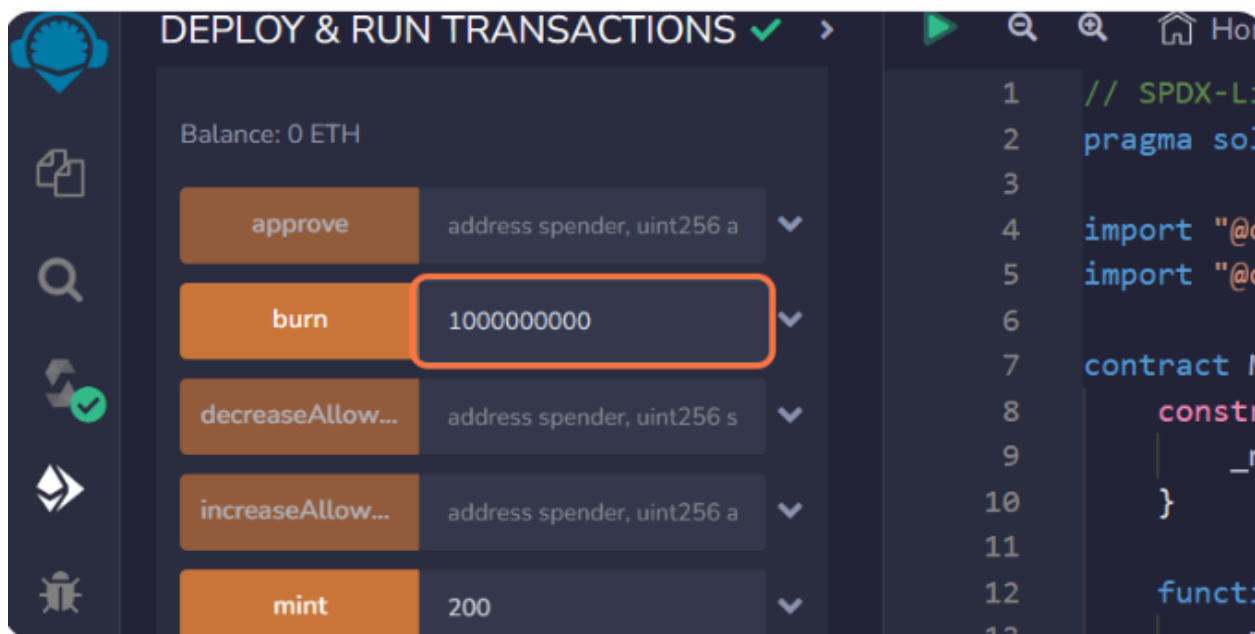 DEPLOY & RUN TRANSACTIONS
Balance: 0 ETH
approve address spender, uint256 a
burn 1000000000
decreaseAllow... address spender, uint256 s
increaseAllow... address spender, uint256 a
mint 200
1 // SPDX-Li
2 pragma sol
3
4 import "@
5 import "@
6
7 contract
8 constr
9
10 }
11
12 functi